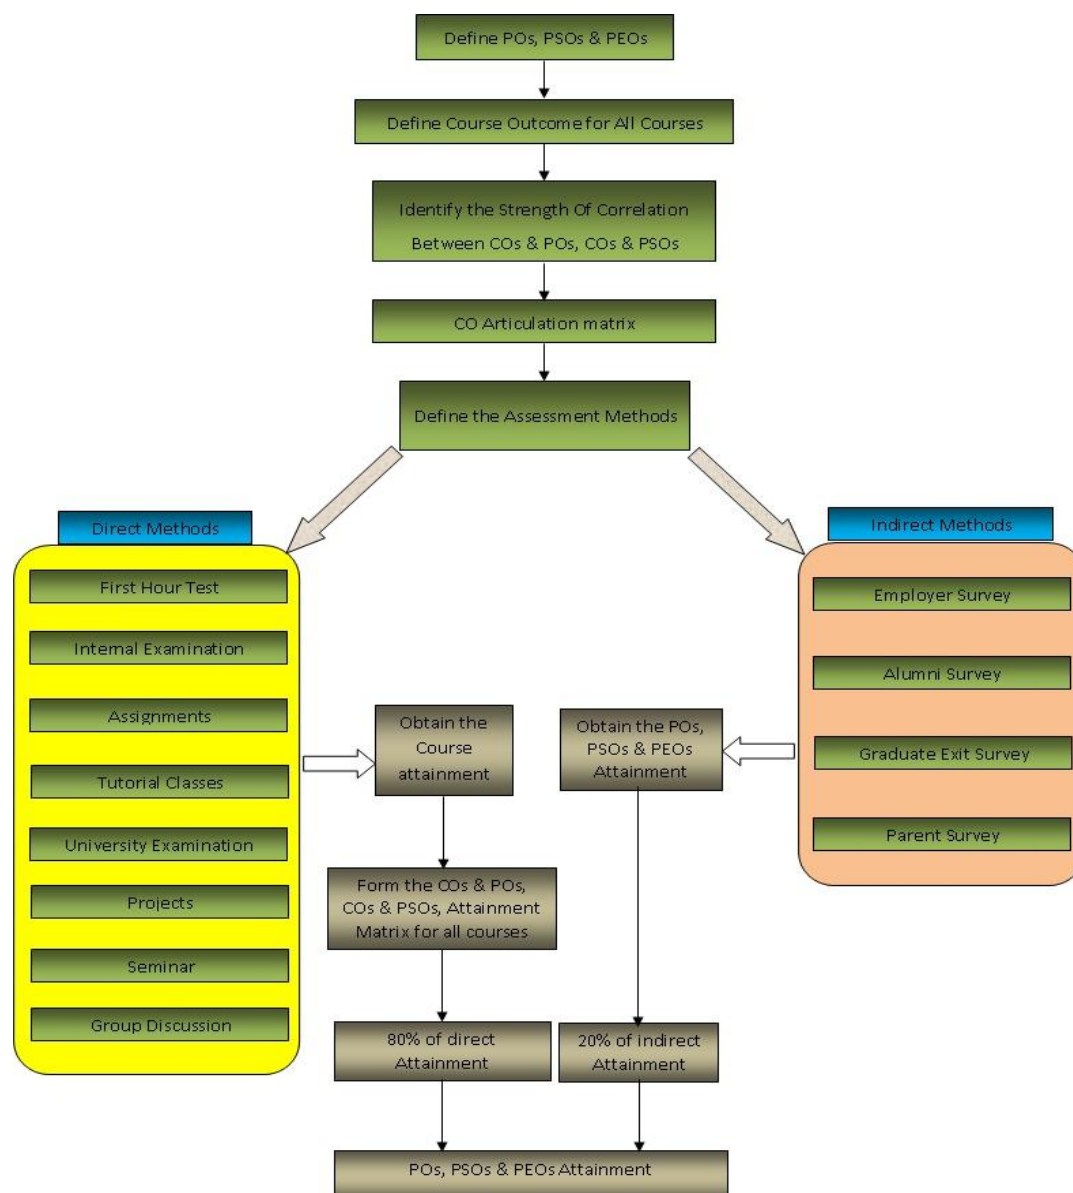 Define POs, PSOs & PEOs
Define Course Outcome for All Courses
Identify the Strength Of Correlation
Between COs & POs, COs & PSOs
CO Articulation matrix
Define the Assessment Methods
Direct Methods
First Hour Test
Internal Examination
Assignments
Tutorial Classes
University Examination
Projects
Seminar
Group Discussion
Indirect Methods
Employer Survey
Alumni Survey
Graduate Exit Survey
Parent Survey
Obtain the
Course
attainment
Form the COs & POs,
COs & PSOs, Attainment
Matrix for all courses
80% of direct
Attainment
Obtain the POs,
PSOs & PEOs
Attainment
20% of indirect
Attainment
POs, PSOs & PEOs Attainment